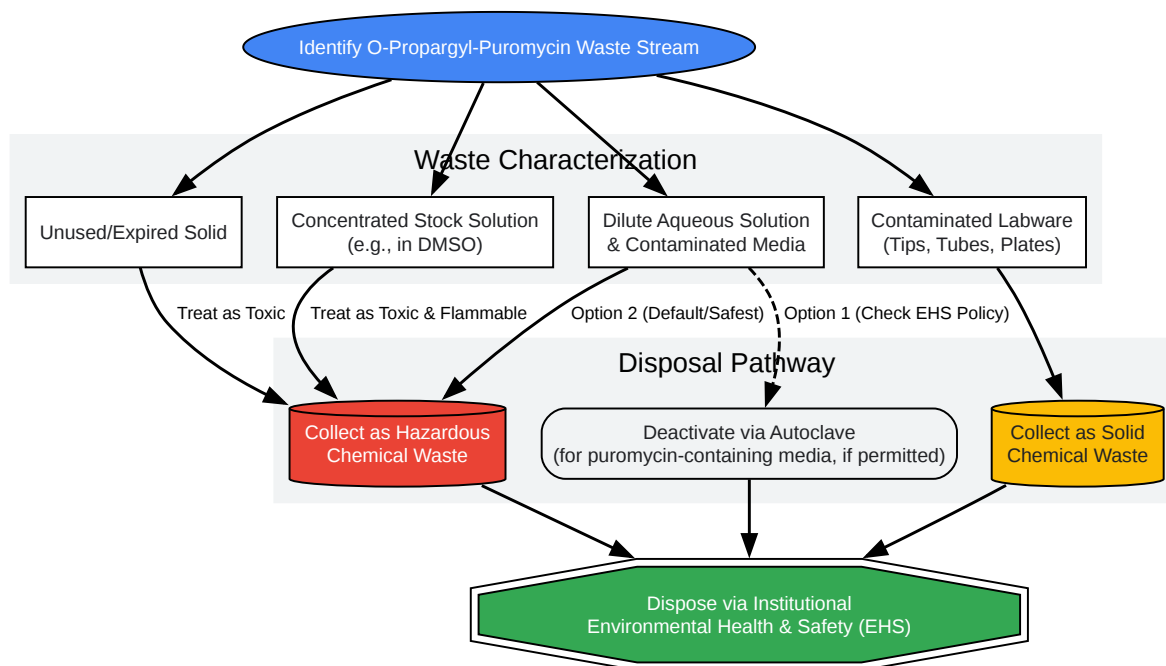 Identify O-Propargyl-Puromycin Waste Stream
Waste Characterization
Unused/Expired Solid
Concentrated Stock Solution
(e.g., in DMSO)
Dilute Aqueous Solution
& Contaminated Media
Contaminated Labware
(Tips, Tubes, Plates)
Treat as Toxic
Treat as Toxic & Flammable
Option 2 (Default/Safest)
Option 1 (Check EHS Policy)
Disposal Pathway
Collect as Hazardous
Chemical Waste
Deactivate via Autoclave
(for puromycin-containing media, if permitted)
Collect as Solid
Chemical Waste
Dispose via Institutional
Environmental Health & Safety (EHS)